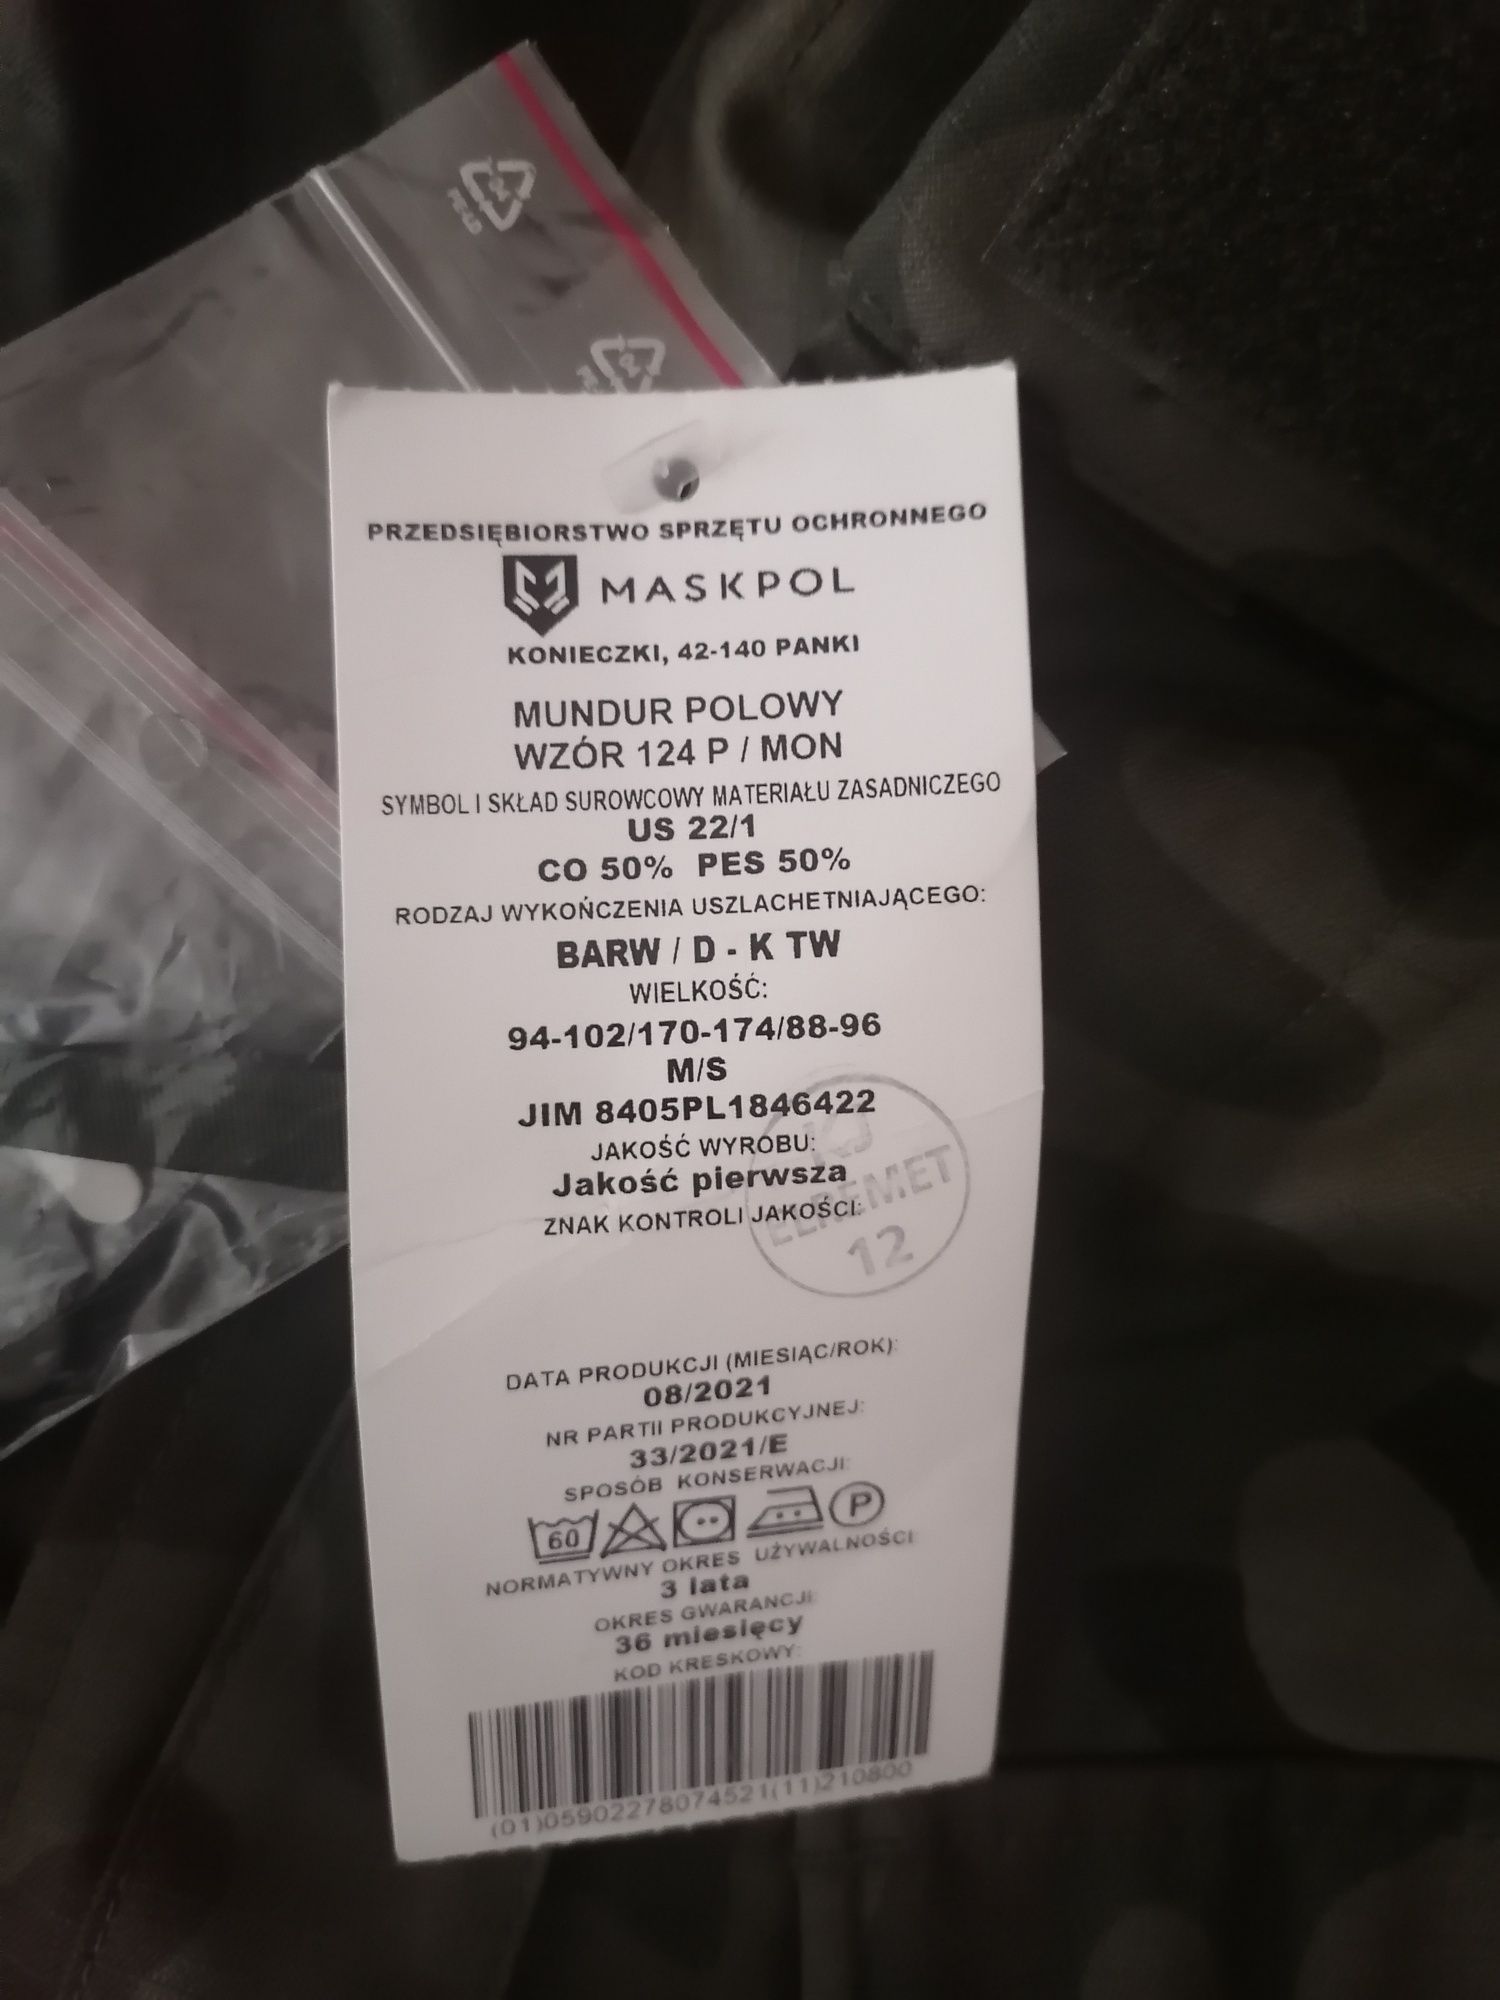 PRZEDSIĘBIORSTWO SPRZĘTU OCHRONNEGO
MASKPOL
KONIECZKI, 42-140 PANKI
MUNDUR POLOWY
WZÓR 124 P / MON
SYMBOL I SKŁAD SUROWCOWY MATERIAŁU ZASADNICZEGO
US 22/1
CO 50% PES 50%
RODZAJ WYKOŃCZENIA USZLACHETNIAJĄCEGO:
BARW / D - K TW
WIELKOŚĆ:
94-102/170-174/88-96
M/S
JIM 8405PL1846422
JAKOŚĆ WYROBU:
Jakość pierwsza
ZNAK KONTROLI JAKOŚCI:
KJ
ELREMET
12
DATA PRODUKCJI (MIESIĄC/ROK):
08/2021
NR PARTII PRODUKCYJNEJ:
33/2021/E
SPOSÓB KONSERWACJI:
60
P
NORMATYWNY OKRES UŻYWALNOŚCI:
3 lata
OKRES GWARANCJI:
36 miesięcy
KOD KRESKOWY:
(01)05902278074521(11)210800